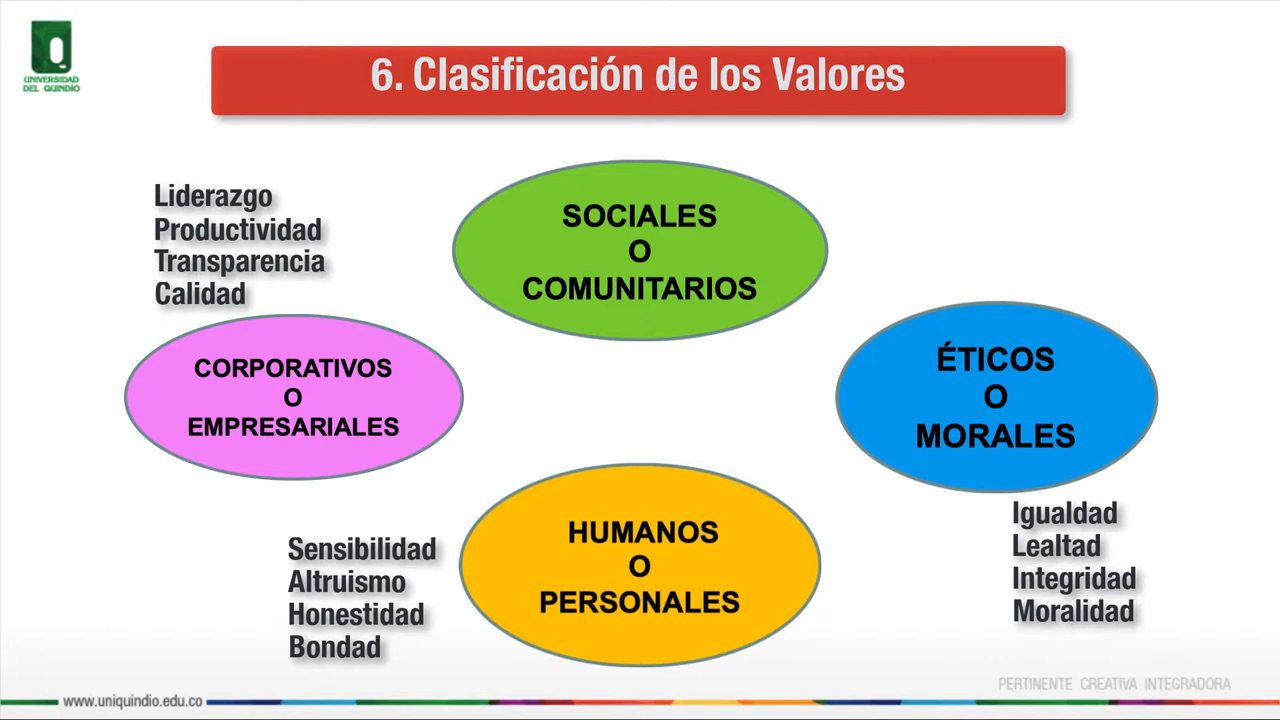 UNIVERSIDAD
DEL QUINDÍO
6. Clasificación de los Valores
Liderazgo
Productividad
Transparencia
Calidad
SOCIALES
O
COMUNITARIOS
CORPORATIVOS
O
EMPRESARIALES
ÉTICOS
O
MORALES
Igualdad
Lealtad
Integridad
Moralidad
HUMANOS
O
PERSONALES
Sensibilidad
Altruismo
Honestidad
Bondad
PERTINENTE CREATIVA INTEGRADORA
www.uniquindio.edu.co